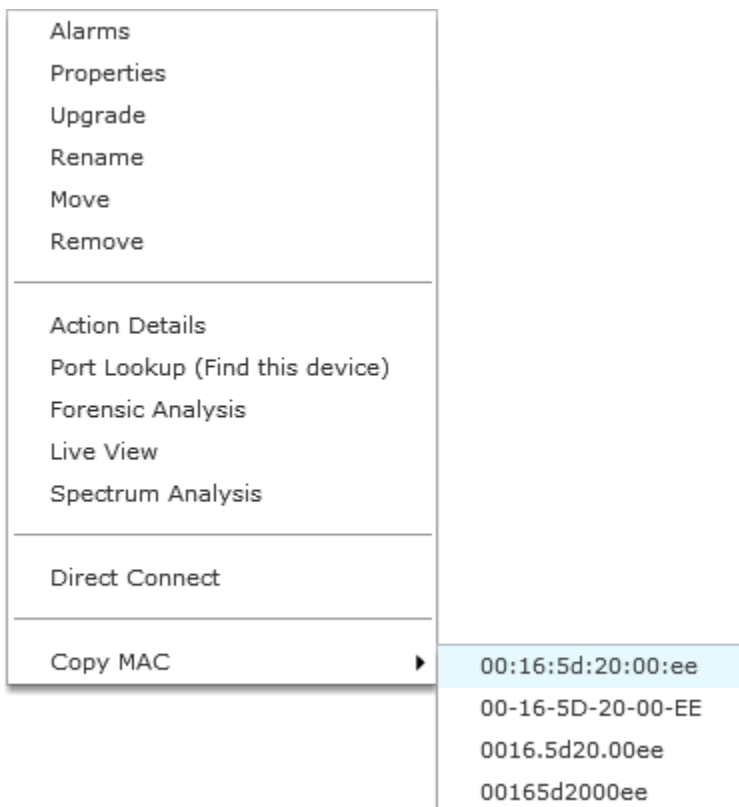 Alarms
Properties
Upgrade
Rename
Move
Remove
Action Details
Port Lookup (Find this device)
Forensic Analysis
Live View
Spectrum Analysis
Direct Connect
Copy MAC
00:16:5d:20:00:ee
00-16-5D-20-00-EE
0016.5d20.00ee
00165d2000ee